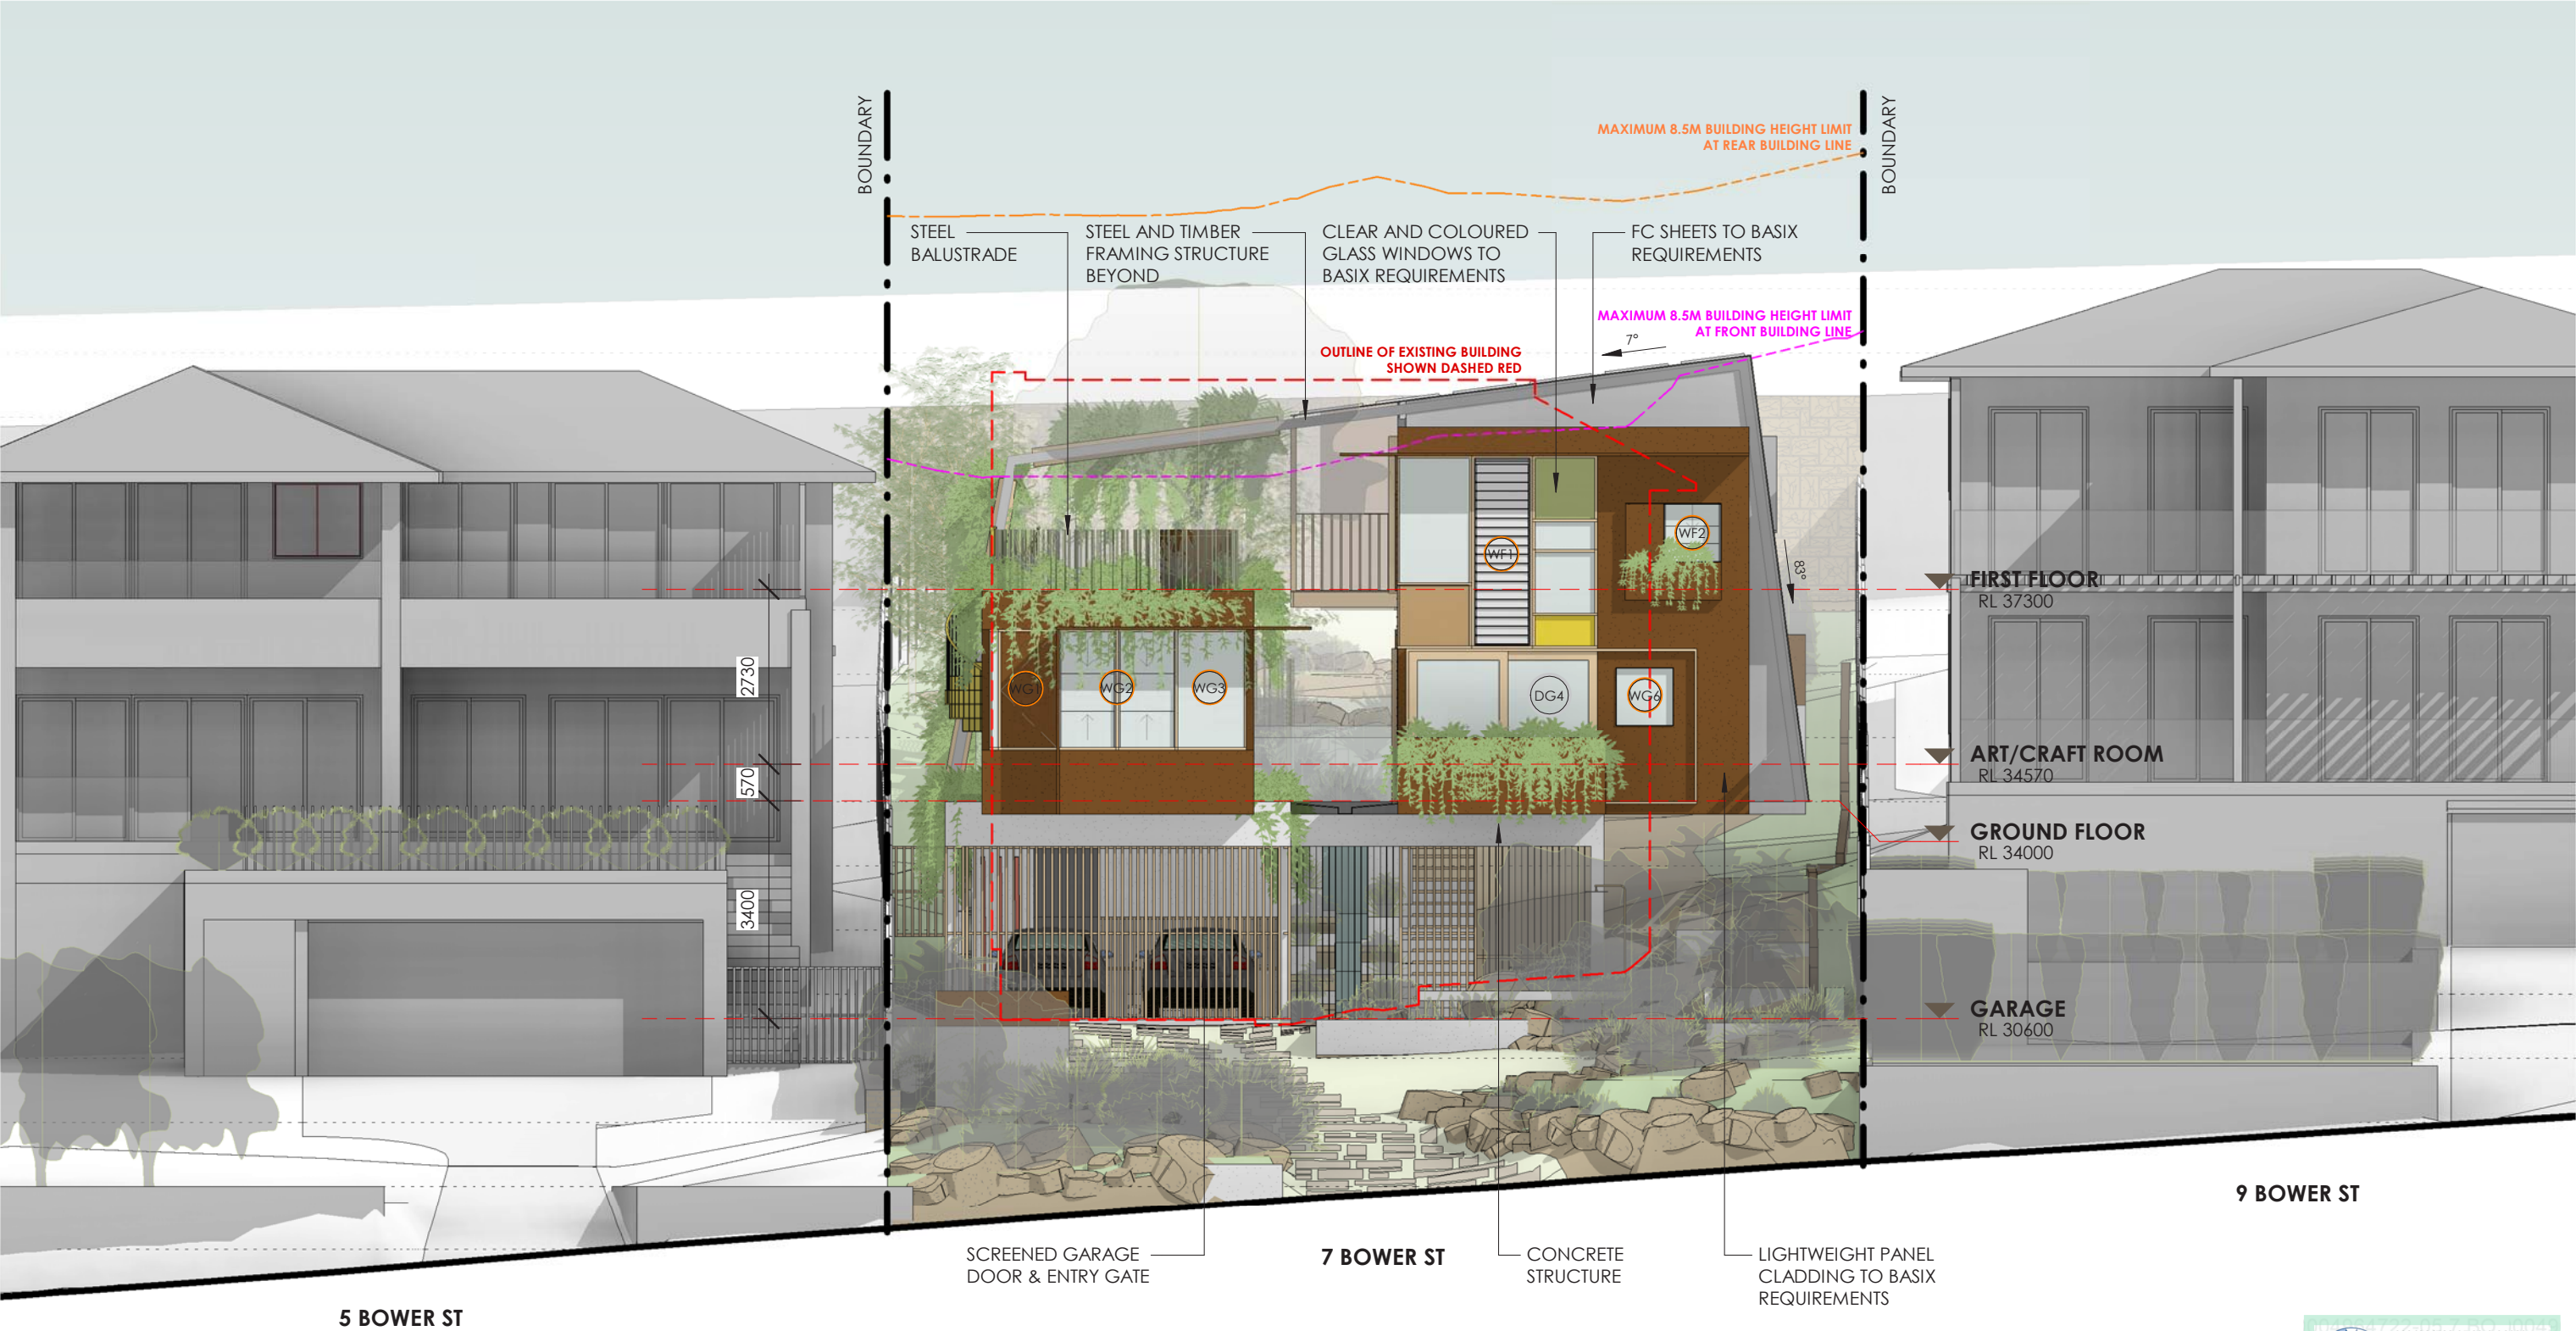 BOUNDARY
BOUNDARY
MAXIMUM 8.5M BUILDING HEIGHT LIMIT
AT REAR BUILDING LINE
STEEL
BALUSTRADE
STEEL AND TIMBER
FRAMING STRUCTURE
BEYOND
CLEAR AND COLOURED
GLASS WINDOWS TO
BASIX REQUIREMENTS
FC SHEETS TO BASIX
REQUIREMENTS
MAXIMUM 8.5M BUILDING HEIGHT LIMIT
AT FRONT BUILDING LINE
7°
OUTLINE OF EXISTING BUILDING
SHOWN DASHED RED
WF1
WF2
83°
FIRST FLOOR
RL 37300
2730
WG1
WG2
WG3
DG4
WG6
ART/CRAFT ROOM
RL 34570
570
GROUND FLOOR
RL 34000
3400
GARAGE
RL 30600
9 BOWER ST
SCREENED GARAGE
DOOR & ENTRY GATE
7 BOWER ST
CONCRETE
STRUCTURE
LIGHTWEIGHT PANEL
CLADDING TO BASIX
REQUIREMENTS
5 BOWER ST